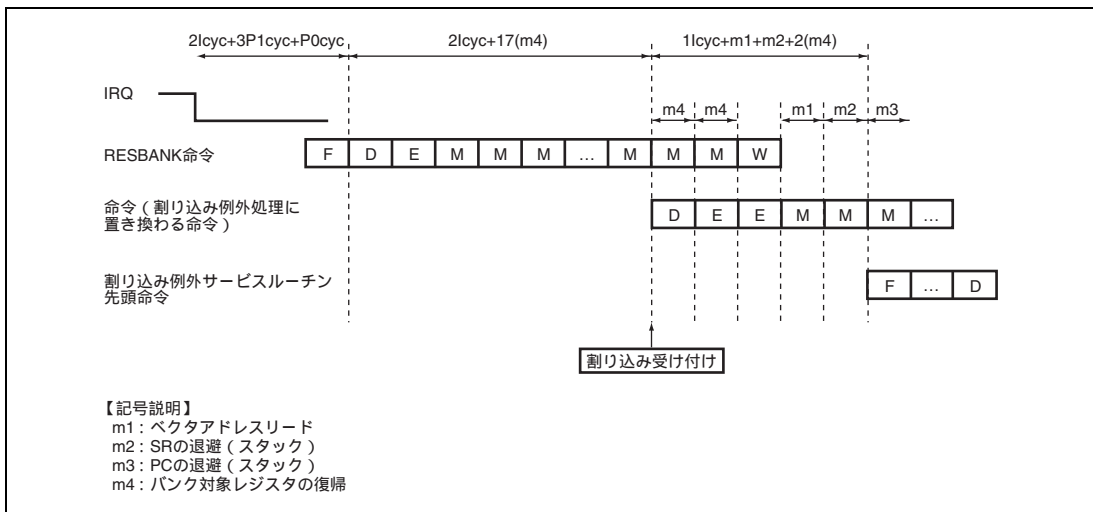 2Icyc+3P1cyc+P0cyc 2Icyc+17(m4) 1Icyc+m1+m2+2(m4)
IRQ
m4 m4 m1 m2 m3
RESBANK命令 F D E M M M … M M M W
命令(割り込み例外処理に
置き換わる命令) D E E M M M …
割り込み例外サービスルーチン
先頭命令 F … D
割り込み受け付け
【記号説明】
m1:ベクタアドレスリード
m2:SRの退避(スタック)
m3:PCの退避(スタック)
m4:バンク対象レジスタの復帰